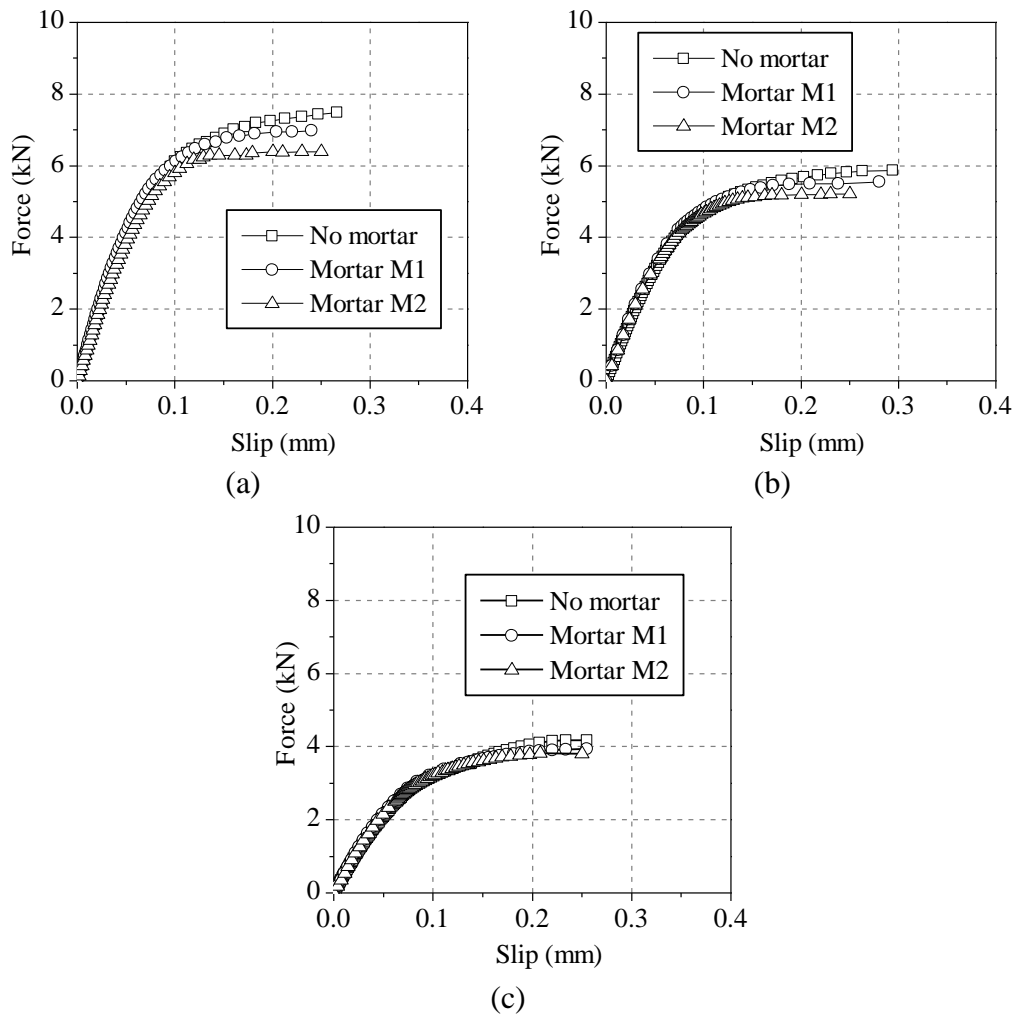 10
8
6
4
2
0
Force (kN)
No mortar
Mortar M1
Mortar M2
0.0 0.1 0.2 0.3 0.4
Slip (mm)
(a)
10
8
6
4
2
0
Force (kN)
No mortar
Mortar M1
Mortar M2
0.0 0.1 0.2 0.3 0.4
Slip (mm)
(b)
10
8
6
4
2
0
Force (kN)
No mortar
Mortar M1
Mortar M2
0.0 0.1 0.2 0.3 0.4
Slip (mm)
(c)